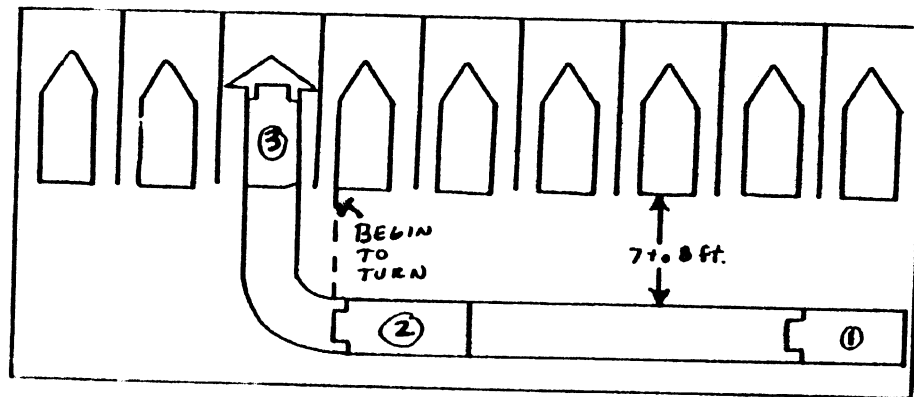 ③
BEGIN
TO
TURN
7 to 8 ft.
②
①